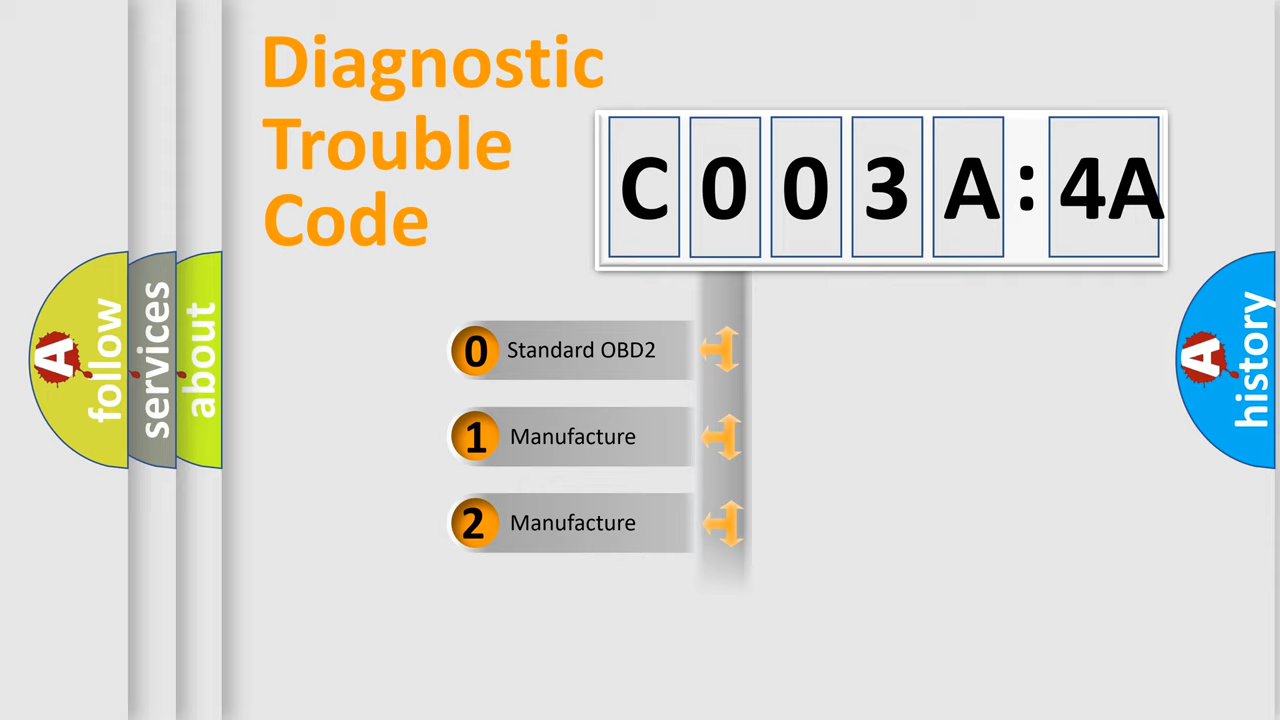 Diagnostic
Trouble
Code
C003A:4A
0 Standard OBD2
1 Manufacture
2 Manufacture
A follow
services
about
A history